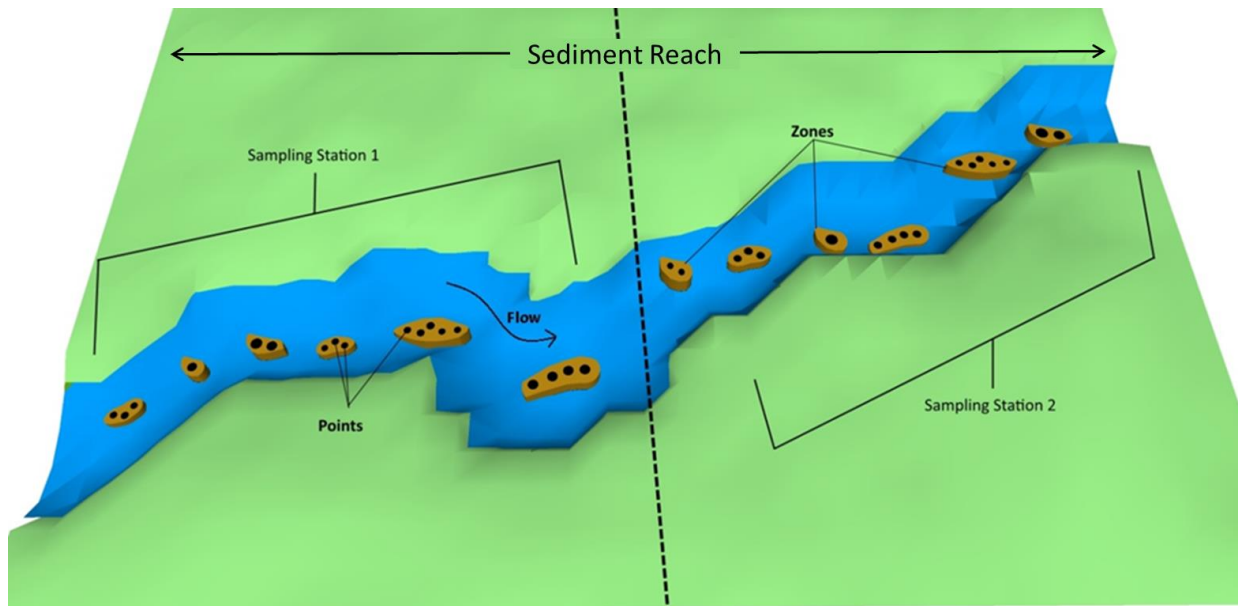 Sediment Reach
Zones
Sampling Station 1
Flow
Points
Sampling Station 2